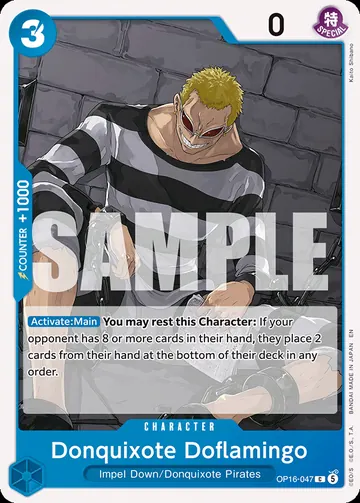 3
0
特
SPECIAL
Kaito Shibano
COUNTER +1000
SAMPLE
Activate:Main You may rest this Character: If your
opponent has 8 or more cards in their hand, they place 2
cards from their hand at the bottom of their deck in any
order.
CHARACTER
Donquixote Doflamingo
Impel Down/Donquixote Pirates
OP16-047 C 5
©E.O./S. ©E.O./S., T.A. BANDAI MADE IN JAPAN EN